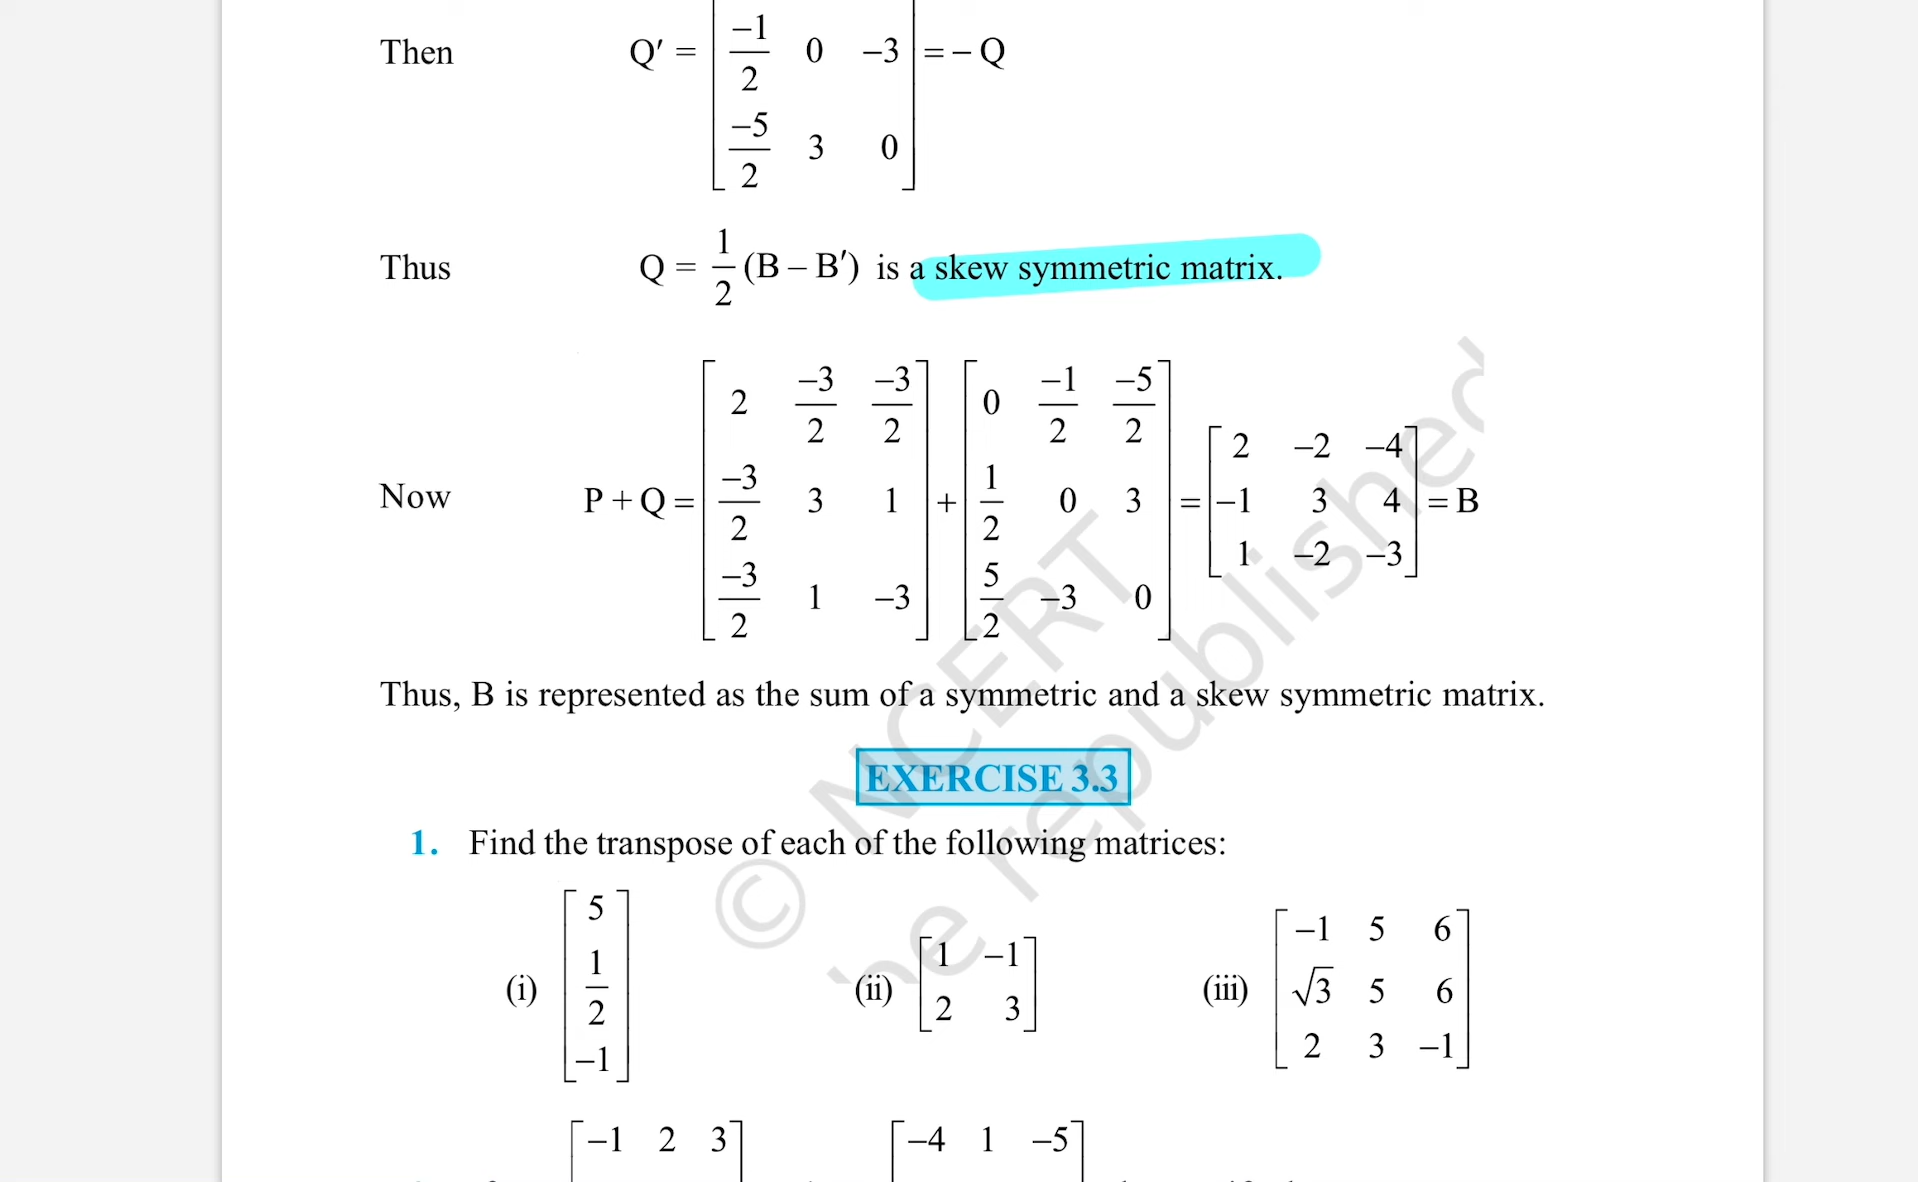 Then Q′ = [ –1/2 0 –3 ; –5/2 3 0 ] = – Q
Thus Q = 1/2 (B – B′) is a skew symmetric matrix.
Now P + Q = [ 2 –3/2 –3/2 ; –3/2 3 1 ; –3/2 1 –3 ] + [ 0 –1/2 –5/2 ; 1/2 0 3 ; 5/2 –3 0 ] = [ 2 –2 –4 ; –1 3 4 ; 1 –2 –3 ] = B
Thus, B is represented as the sum of a symmetric and a skew symmetric matrix.
EXERCISE 3.3
1. Find the transpose of each of the following matrices:
(i) [ 5 ; 1/2 ; –1 ] (ii) [ 1 –1 ; 2 3 ] (iii) [ –1 5 6 ; √3 5 6 ; 2 3 –1 ]
[ –1 2 3 ] [ –4 1 –5 ]
© NCERT
be republished